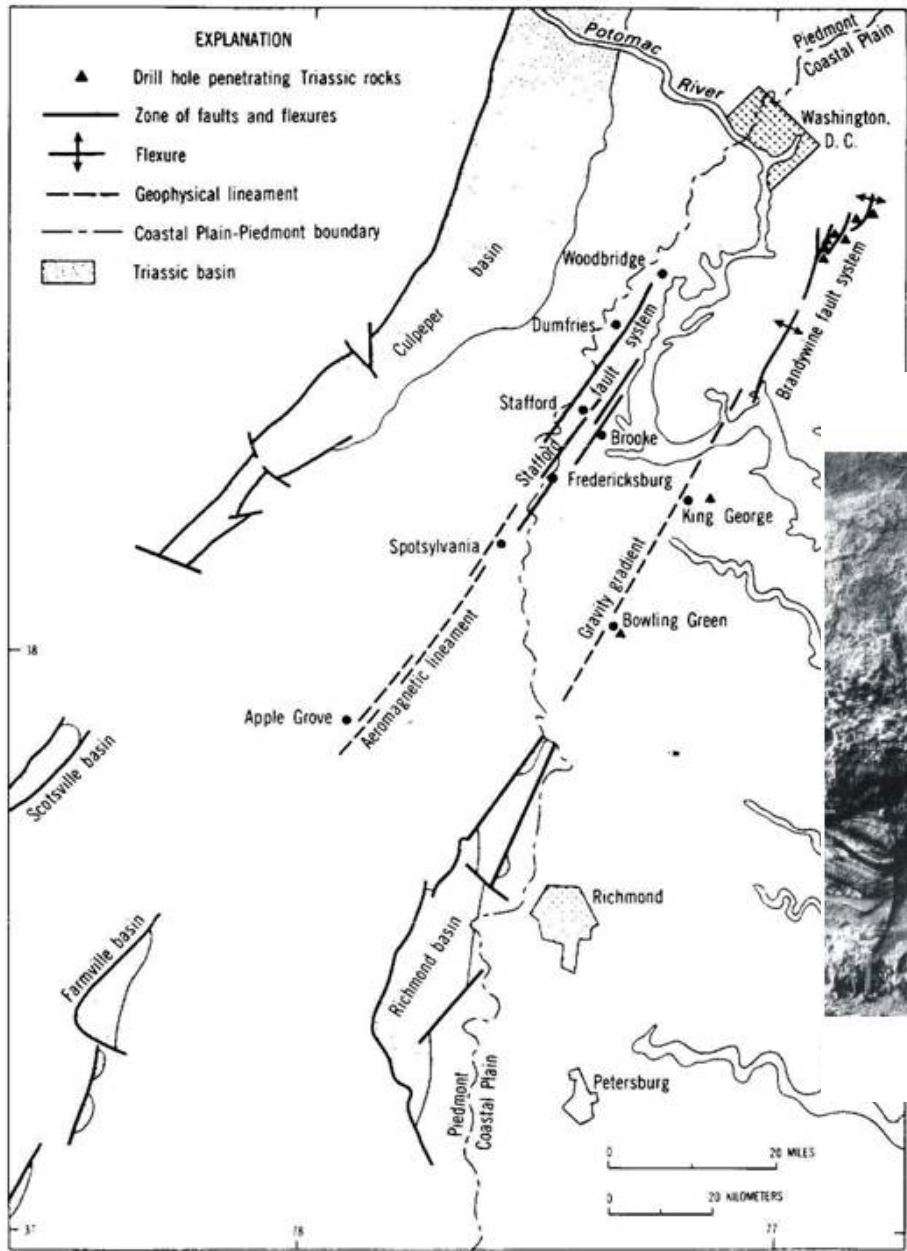 EXPLANATION
Drill hole penetrating Triassic rocks
Zone of faults and flexures
Flexure
Geophysical lineament
Coastal Plain-Piedmont boundary
Triassic basin
Potomac
River
Piedmont
Coastal Plain
Washington,
D. C.
Culpeper basin
Woodbridge
Dumfries
Stafford
Stafford fault system
Brooke
Fredericksburg
Brandywine fault system
King George
Spotsylvania
Gravity gradient
Bowling Green
38
Apple Grove
Aeromagnetic lineament
Scotsville basin
Richmond
Richmond basin
Farmville basin
Petersburg
Piedmont
Coastal Plain
0 20 MILES
0 20 KILOMETERS
37
78
77